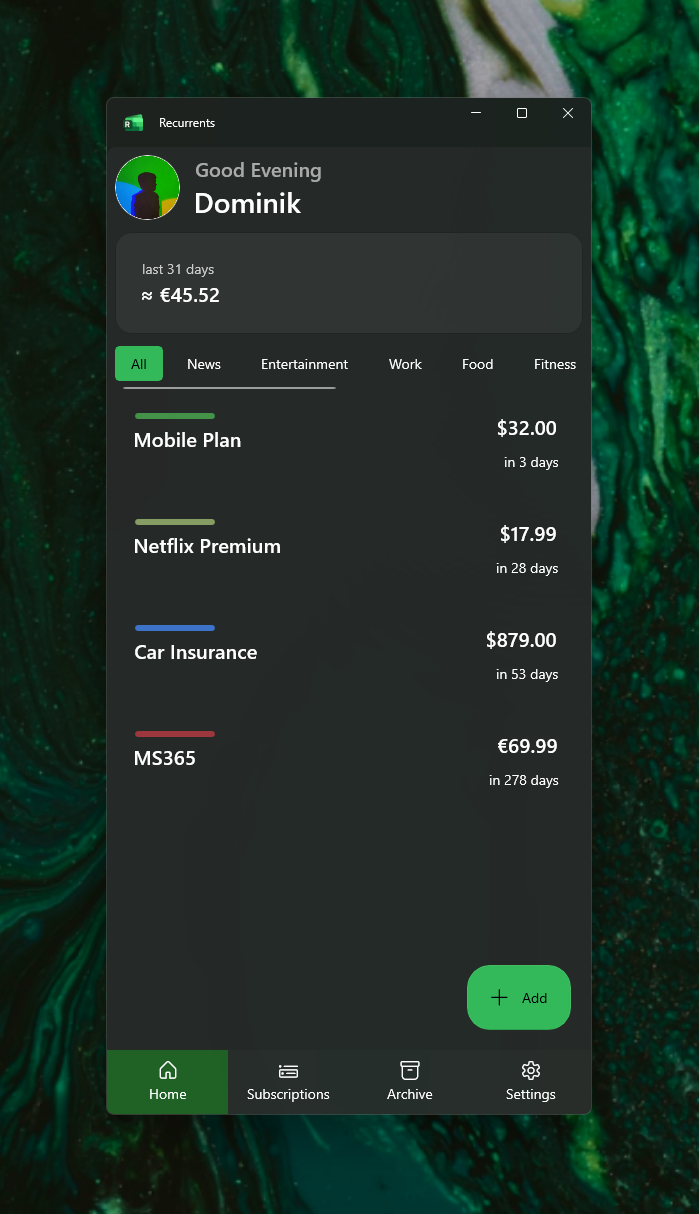 R
Recurrents
Good Evening
Dominik
last 31 days
≈ €45.52
All News Entertainment Work Food Fitness
Mobile Plan
$32.00
in 3 days
Netflix Premium
$17.99
in 28 days
Car Insurance
$879.00
in 53 days
MS365
€69.99
in 278 days
Add
Home Subscriptions Archive Settings